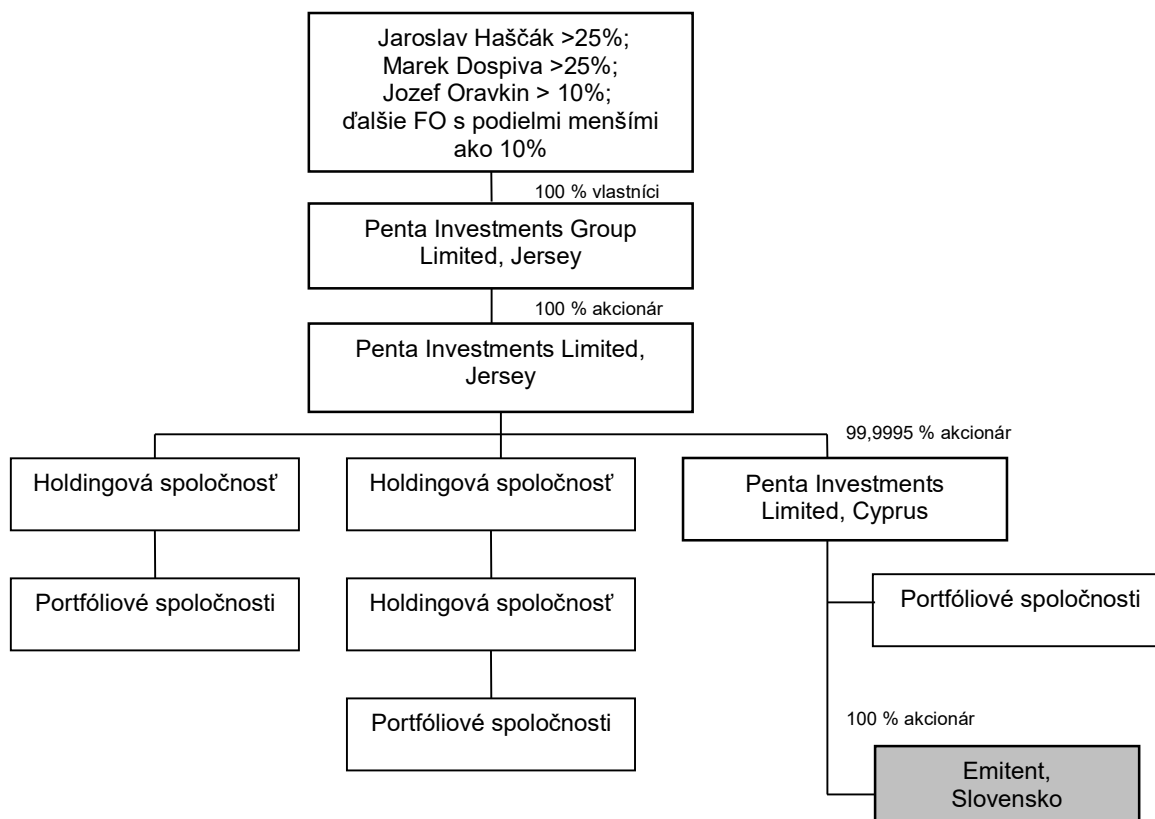 Jaroslav Haščák >25%;
Marek Dospiva >25%;
Jozef Oravkin > 10%;
ďalšie FO s podielmi menšími
ako 10%
100 % vlastníci
Penta Investments Group
Limited, Jersey
100 % akcionár
Penta Investments Limited,
Jersey
99,9995 % akcionár
Holdingová spoločnosť
Holdingová spoločnosť
Penta Investments
Limited, Cyprus
Portfóliové spoločnosti
Holdingová spoločnosť
Portfóliové spoločnosti
Portfóliové spoločnosti
100 % akcionár
Emitent,
Slovensko